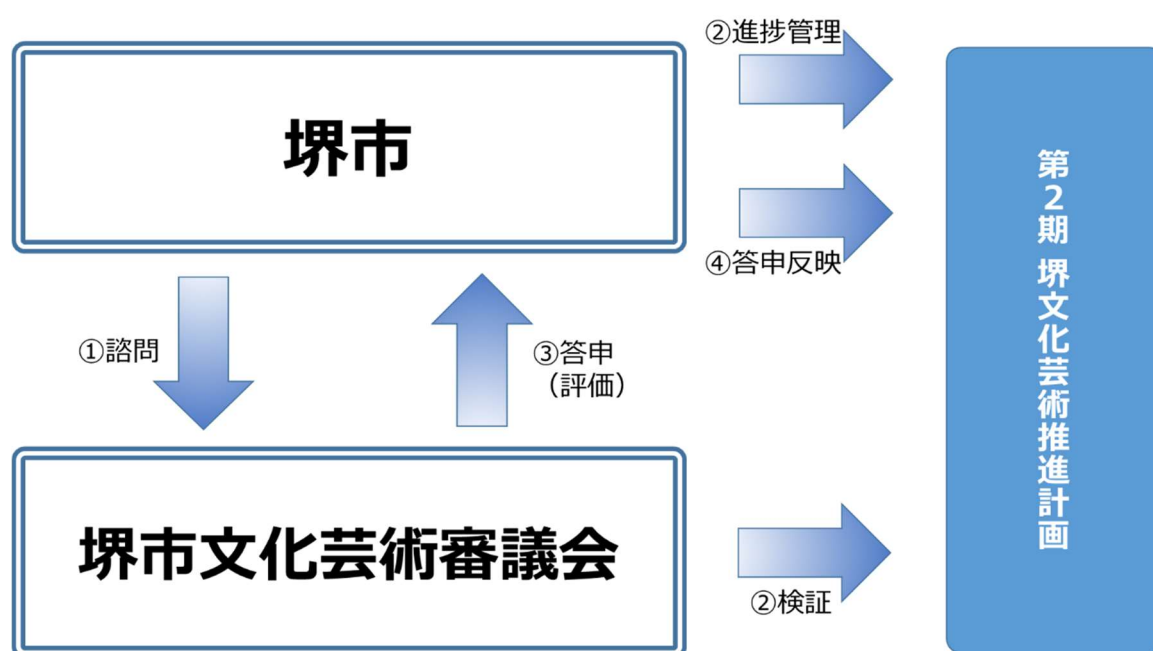 ②進捗管理
堺市
④答申反映
①諮問
③答申
（評価）
堺市文化芸術審議会
②検証
第２期 堺文化芸術推進計画